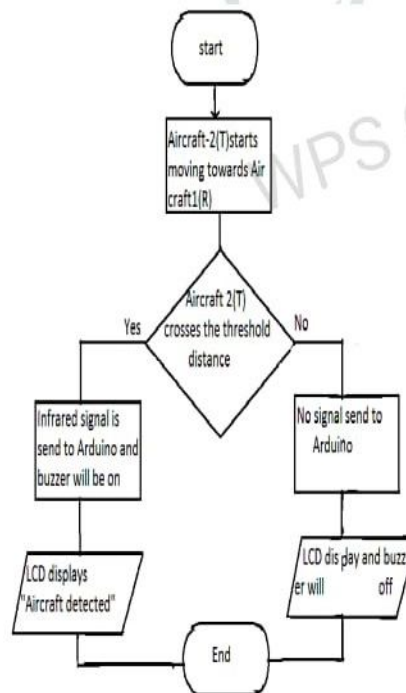 start
Aircraft-2(T)starts
moving towards Air
craft1(R)
WPS
Aircraft 2(T)
crosses the threshold
distance
Yes
No
Infrared signal is
send to Arduino and
buzzer will be on
No signal send to
Arduino
LCD displays
"Aircraft detected"
LCD display and buzz
er will off
End